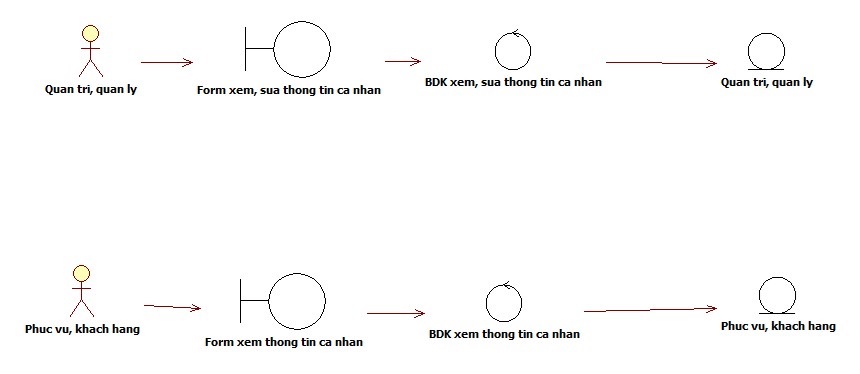 Quan tri, quan ly
Form xem, sua thong tin ca nhan
BDK xem, sua thong tin ca nhan
Quan tri, quan ly
Phuc vu, khach hang
Form xem thong tin ca nhan
BDK xem thong tin ca nhan
Phuc vu, khach hang